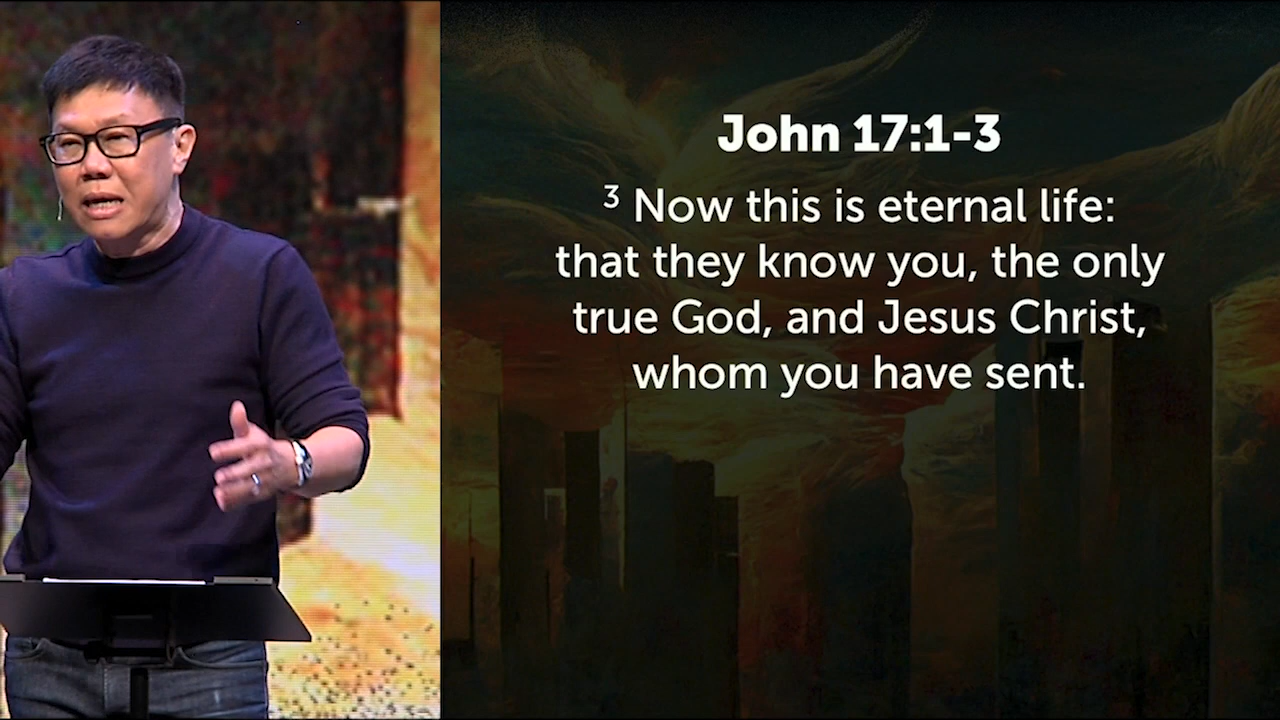 John 17:1-3
3 Now this is eternal life:
that they know you, the only
true God, and Jesus Christ,
whom you have sent.